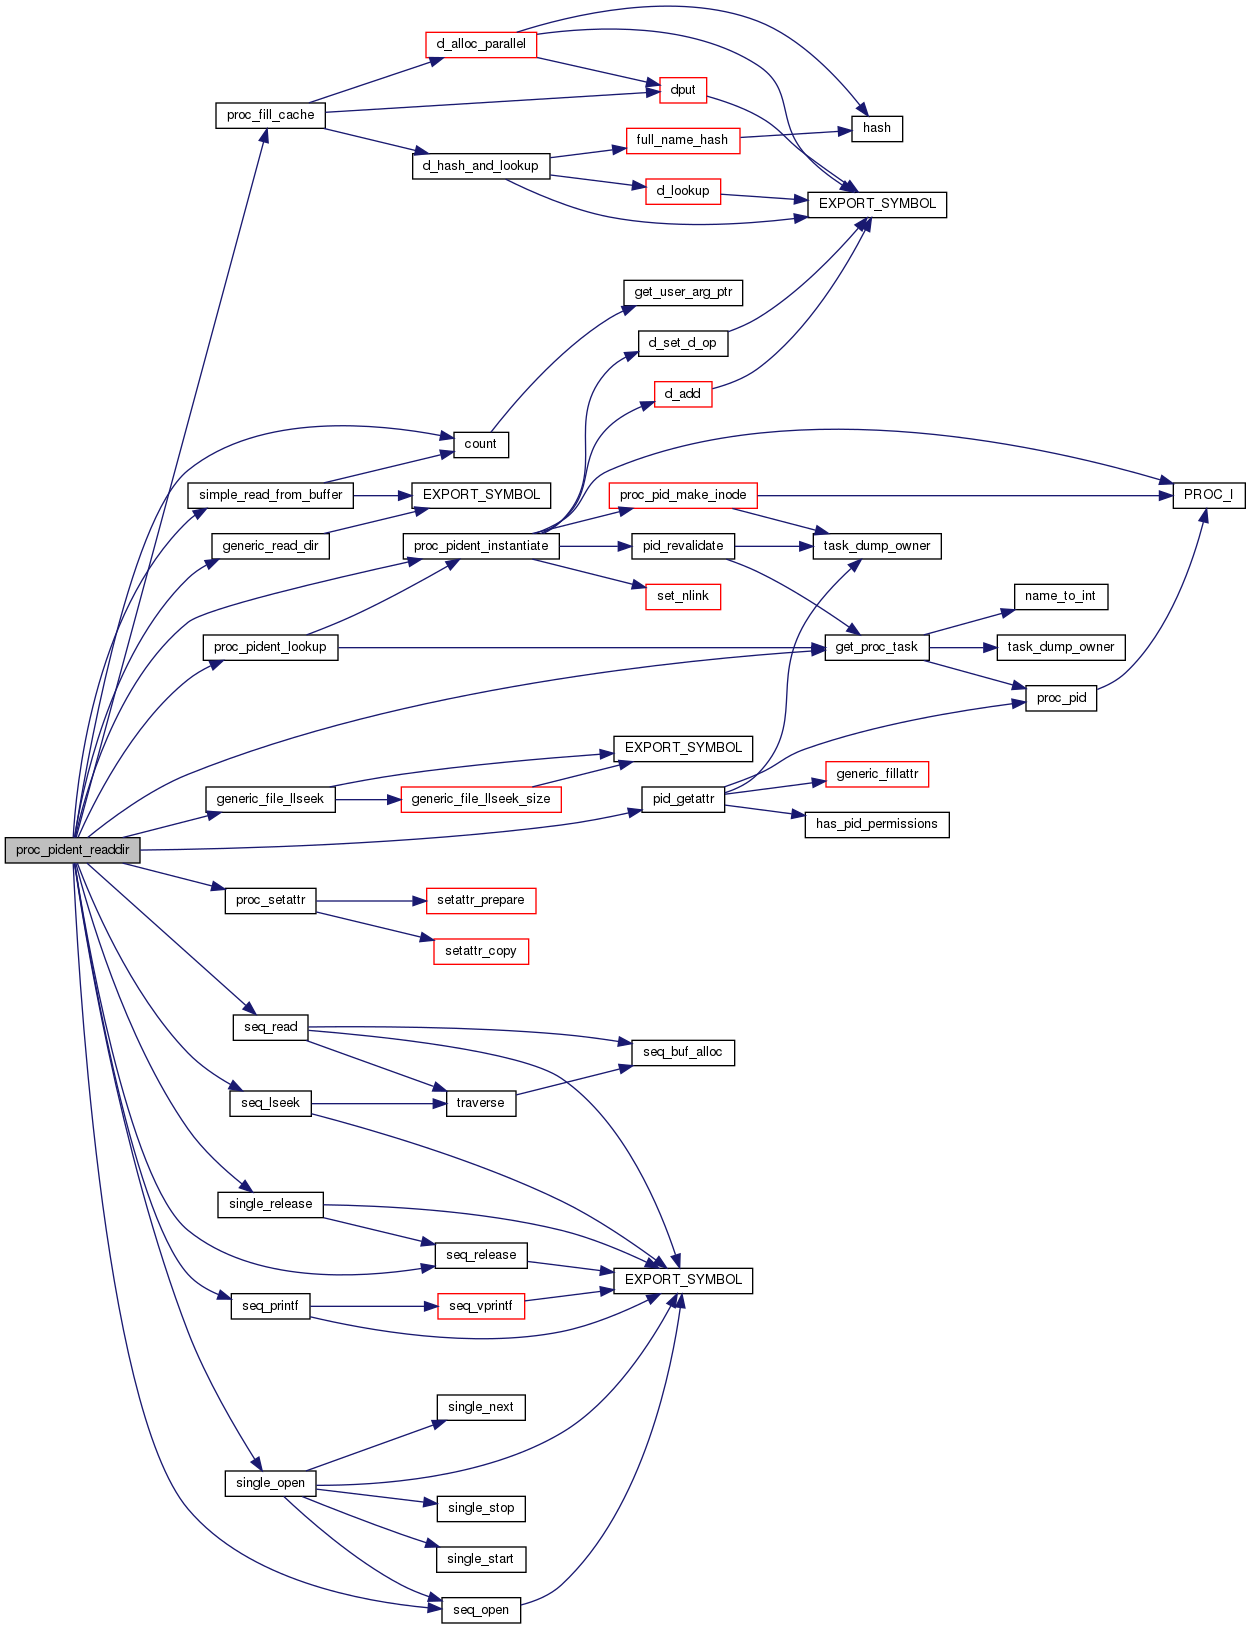 d_alloc_parallel
dput
proc_fill_cache
hash
full_name_hash
d_hash_and_lookup
d_lookup
EXPORT_SYMBOL
get_user_arg_ptr
d_set_d_op
d_add
count
simple_read_from_buffer
EXPORT_SYMBOL
proc_pid_make_inode
PROC_I
generic_read_dir
proc_pident_instantiate
pid_revalidate
task_dump_owner
set_nlink
name_to_int
proc_pident_lookup
get_proc_task
task_dump_owner
proc_pid
EXPORT_SYMBOL
generic_fillattr
generic_file_llseek
generic_file_llseek_size
pid_getattr
has_pid_permissions
proc_pident_readdir
proc_setattr
setattr_prepare
setattr_copy
seq_read
seq_buf_alloc
seq_lseek
traverse
single_release
seq_release
EXPORT_SYMBOL
seq_printf
seq_vprintf
single_next
single_open
single_stop
single_start
seq_open